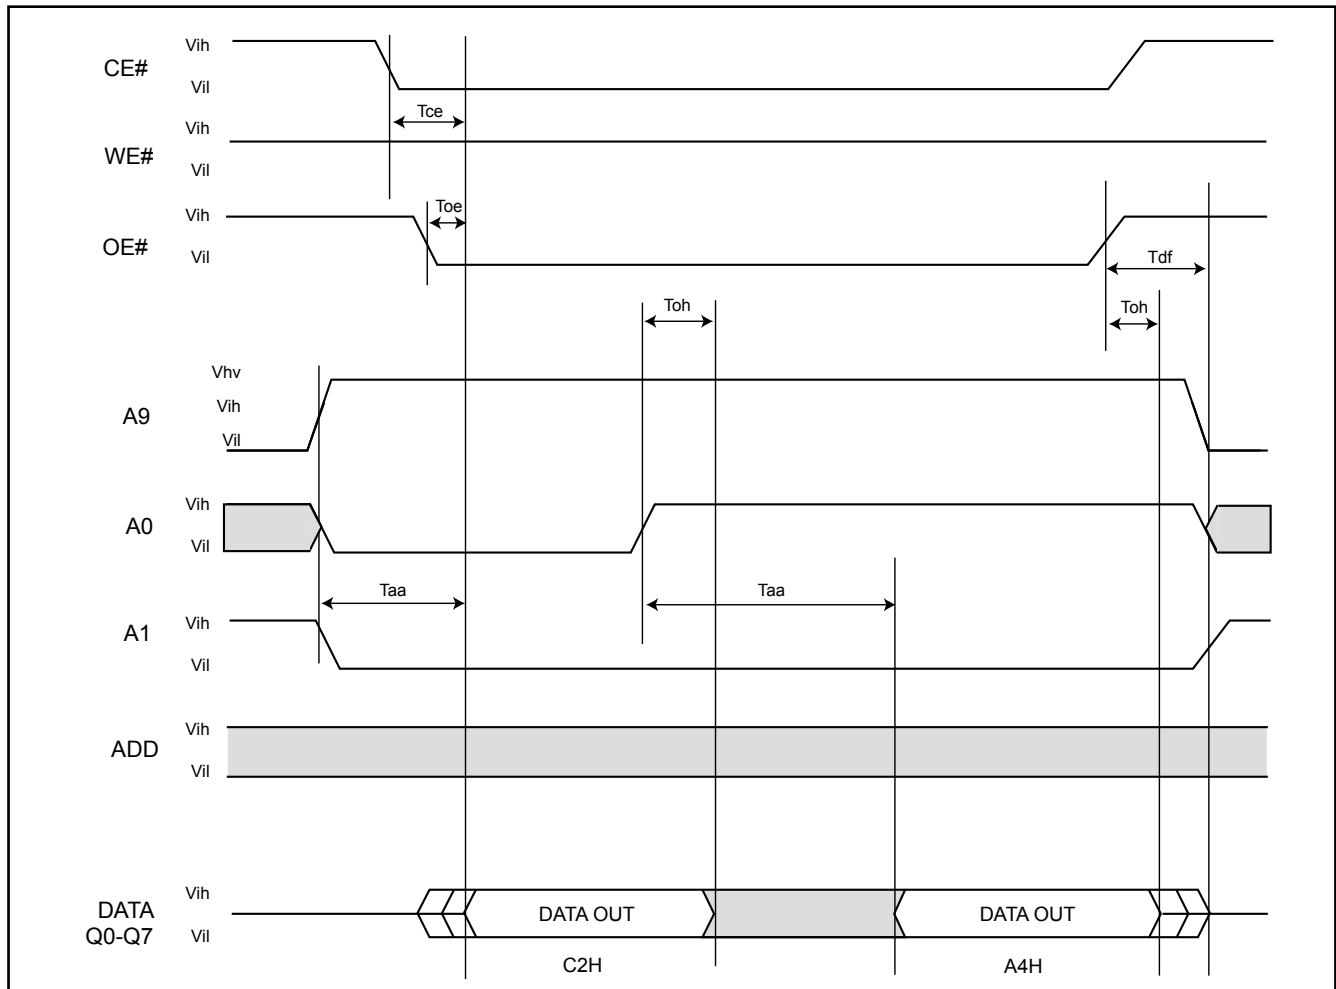 Vih
CE#
Vil
Tce
Vih
WE#
Vil
Toe
Vih
OE#
Vil
Tdf
Toh
Toh
Vhv
Vih
A9
Vil
Vih
A0
Vil
Taa
Taa
Vih
A1
Vil
Vih
ADD
Vil
Vih
DATA
Q0-Q7
Vil
DATA OUT
DATA OUT
C2H
A4H